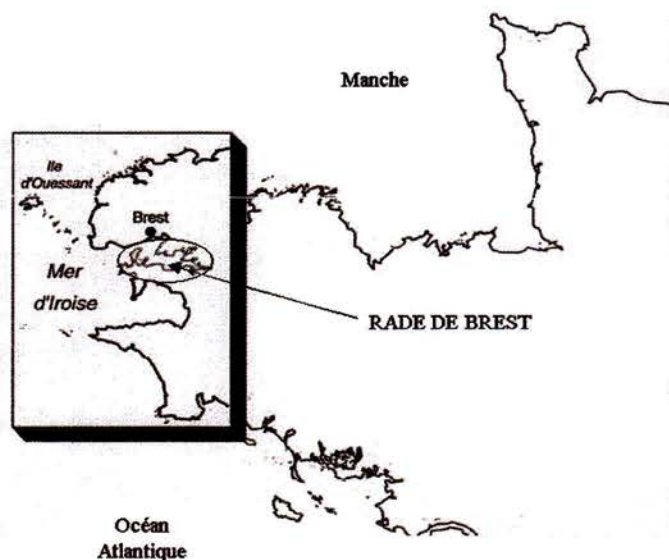 Manche
Ile
d'Ouessant
Brest
Mer
d'Iroise
RADE DE BREST
Océan
Atlantique